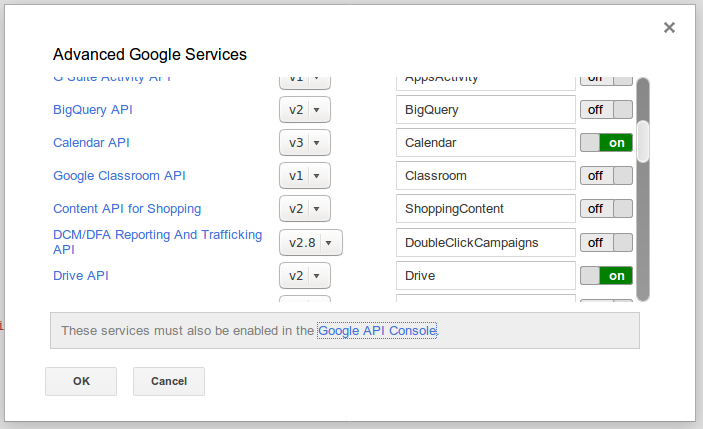 Advanced Google Services
G Suite Activity API v1 AppsActivity off
BigQuery API v2 BigQuery off
Calendar API v3 Calendar on
Google Classroom API v1 Classroom off
Content API for Shopping v2 ShoppingContent off
DCM/DFA Reporting And Trafficking
API v2.8 DoubleClickCampaigns off
Drive API v2 Drive on
These services must also be enabled in the Google API Console.
OK Cancel